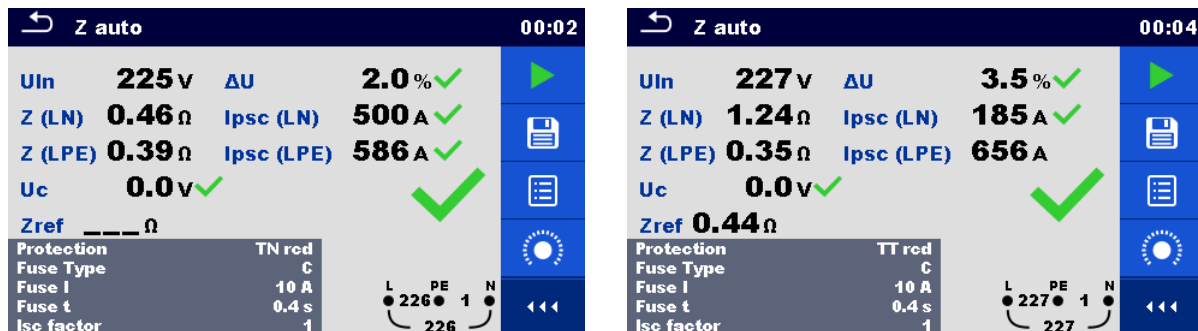 Z auto 00:02
Uln 225 V ΔU 2.0 %
Z (LN) 0.46 Ω Ipsc (LN) 500 A
Z (LPE) 0.39 Ω Ipsc (LPE) 586 A
Uc 0.0 V
Zref ___ Ω
Protection TN rcd
Fuse Type C
Fuse I 10 A
Fuse t 0.4 s
Isc factor 1
L PE N
226 1
226
Z auto 00:04
Uln 227 V ΔU 3.5 %
Z (LN) 1.24 Ω Ipsc (LN) 185 A
Z (LPE) 0.35 Ω Ipsc (LPE) 656 A
Uc 0.0 V
Zref 0.44 Ω
Protection TT rcd
Fuse Type C
Fuse I 10 A
Fuse t 0.4 s
Isc factor 1
L PE N
227 1
227